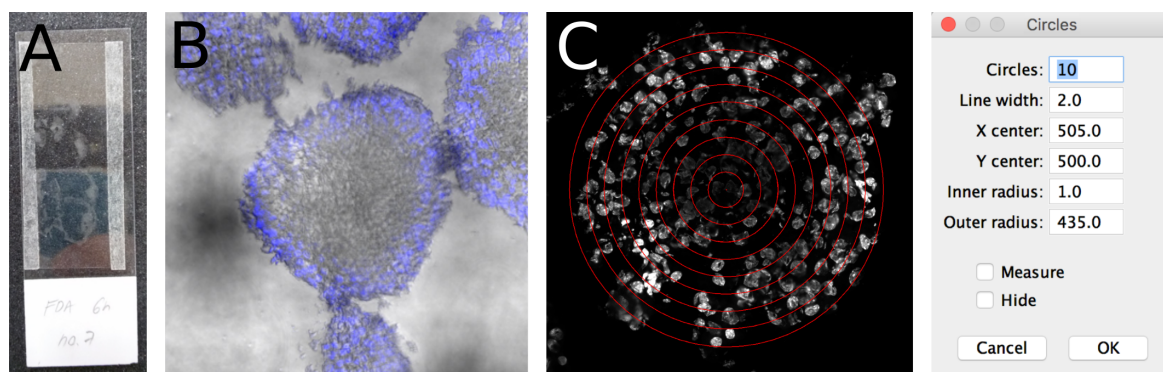 A
FDA 6h
no.7
B
C
Circles
Circles: 10
Line width: 2.0
X center: 505.0
Y center: 500.0
Inner radius: 1.0
Outer radius: 435.0
Measure
Hide
Cancel
OK